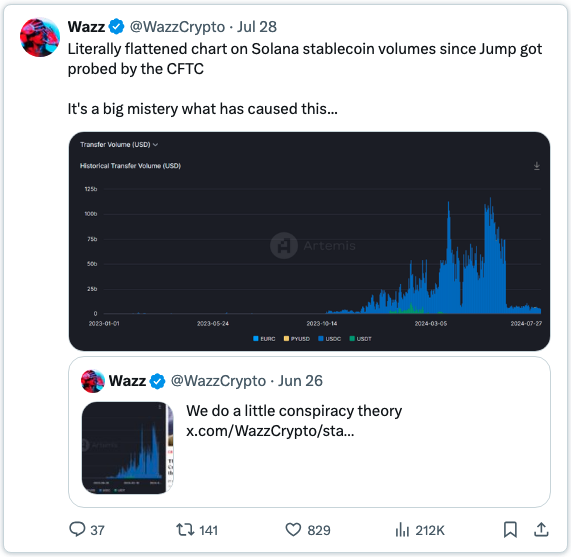 Wazz @WazzCrypto · Jul 28
Literally flattened chart on Solana stablecoin volumes since Jump got
probed by the CFTC
It's a big mistery what has caused this...
Transfer Volume (USD)
Historical Transfer Volume (USD)
125b
100b
75b
50b
25b
0
Artemis
2023-01-01 2023-05-24 2023-10-14 2024-03-05 2024-07-27
EURC PYUSD USDC USDT
Wazz @WazzCrypto · Jun 26
We do a little conspiracy theory
x.com/WazzCrypto/sta...
37 141 829 212K